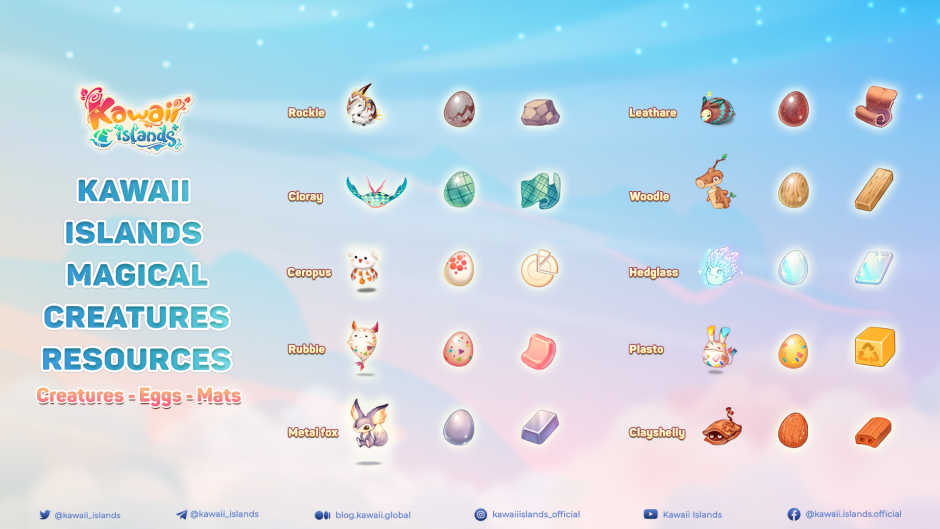 Kawaii
islands
KAWAII
ISLANDS
MAGICAL
CREATURES
RESOURCES
Creatures - Eggs - Mats
Rockie
Cloray
Ceropus
Rubble
Metal fox
Leathare
Woodle
Hedglass
Plasto
Clayshelly
@kawaii_islands
@kawaii_islands
blog.kawaii.global
kawaiiislands_official
Kawaii Islands
@kawaii.islands.official